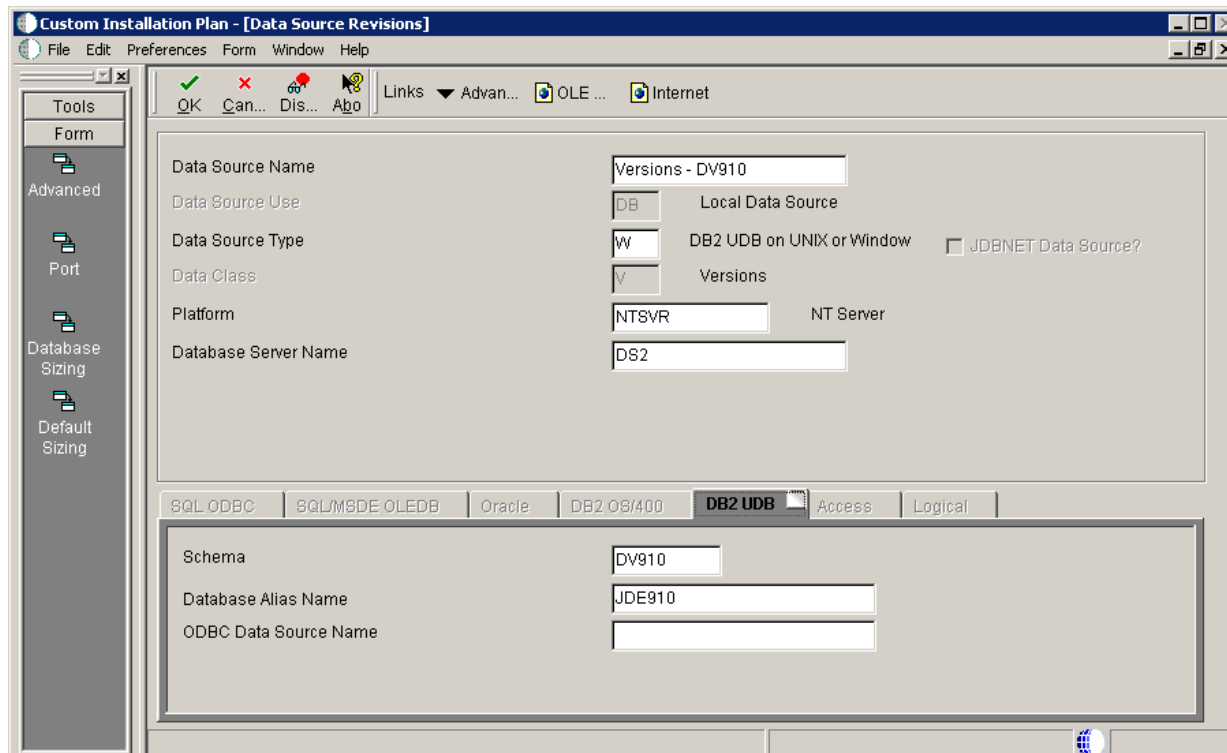 Custom Installation Plan - [Data Source Revisions]
File Edit Preferences Form Window Help
OK Can... Dis... Abo Links Advan... OLE ... Internet
Tools
Form
Advanced
Port
Database
Sizing
Default
Sizing
Data Source Name Versions - DV910
Data Source Use DB Local Data Source
Data Source Type W DB2 UDB on UNIX or Window JDBNET Data Source?
Data Class V Versions
Platform NTSVR NT Server
Database Server Name DS2
SQL ODBC SQL/MSDE OLEDB Oracle DB2 OS/400 DB2 UDB Access Logical
Schema DV910
Database Alias Name JDE910
ODBC Data Source Name